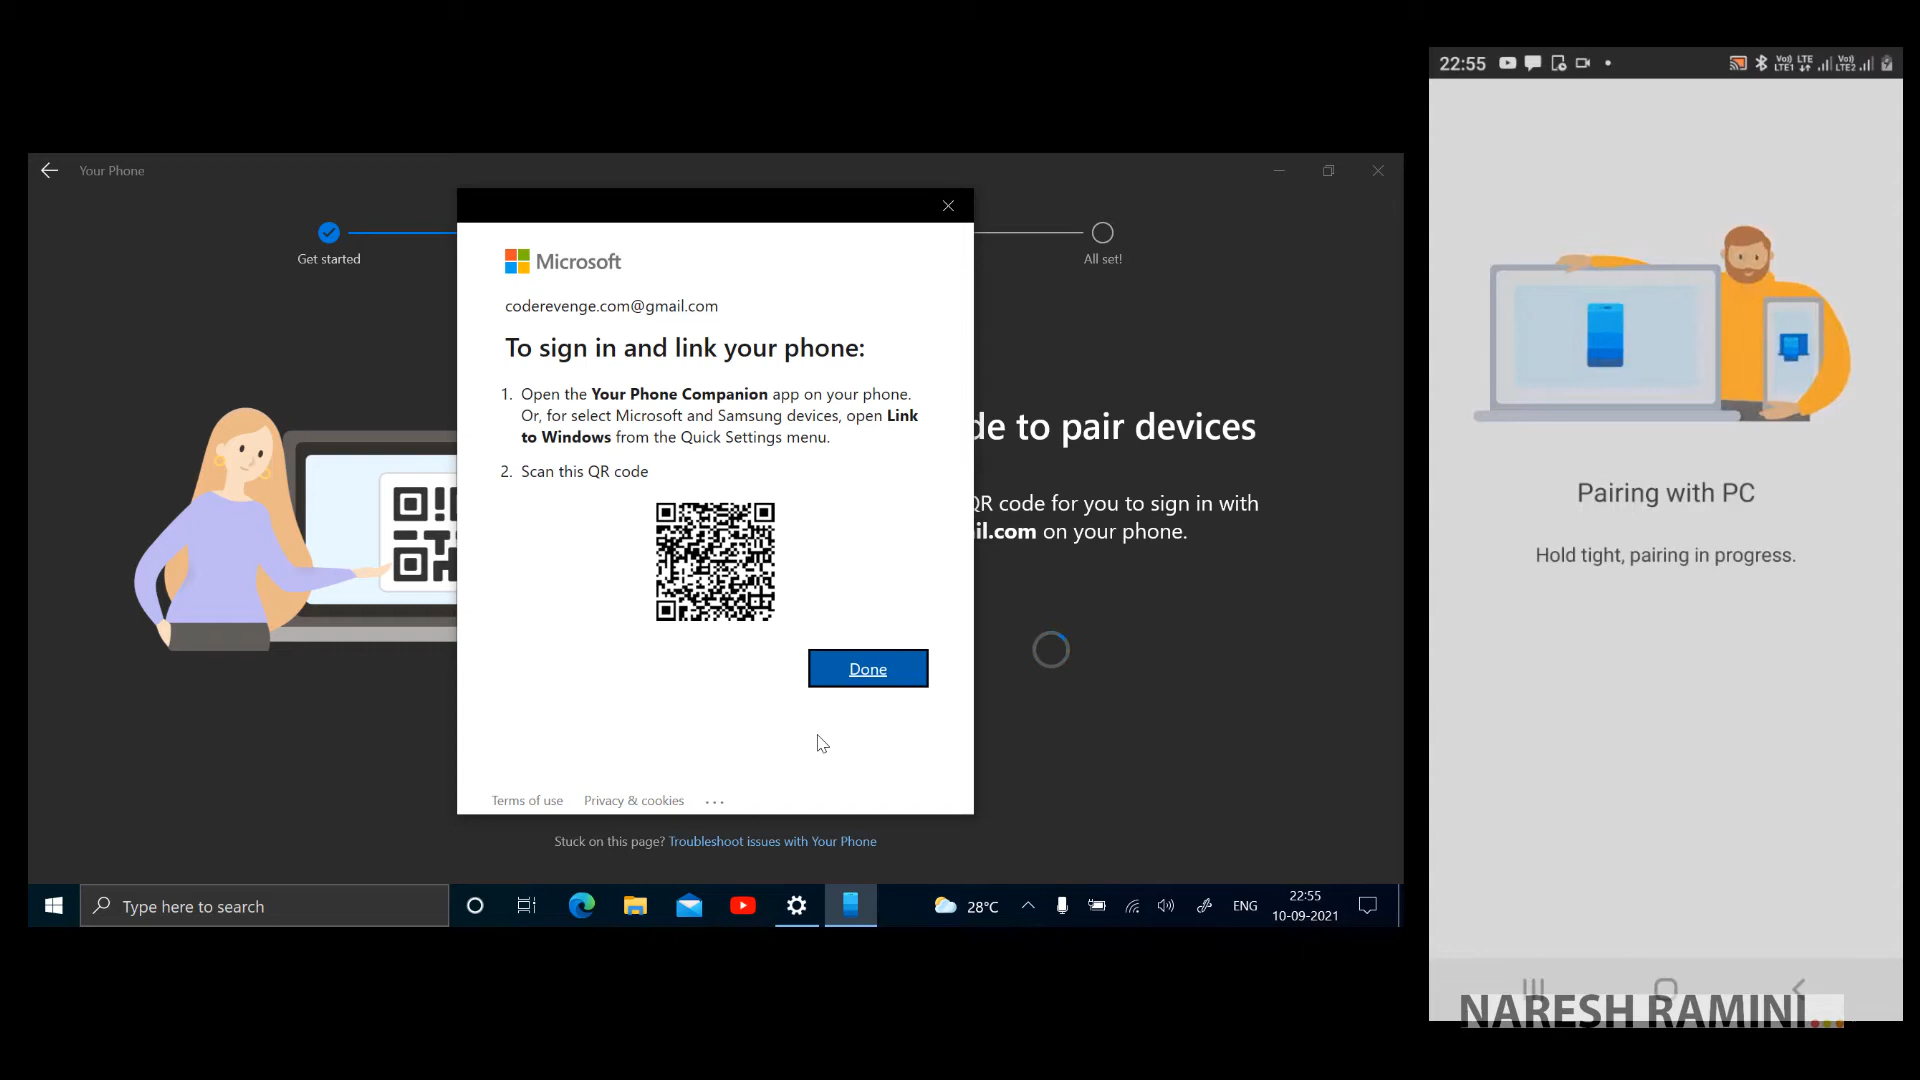 Your Phone
Get started
All set!
Microsoft
coderevenge.com@gmail.com
To sign in and link your phone:
1. Open the Your Phone Companion app on your phone.
Or, for select Microsoft and Samsung devices, open Link
to Windows from the Quick Settings menu.
2. Scan this QR code
Done
Terms of use
Privacy & cookies
...
de to pair devices
QR code for you to sign in with
il.com on your phone.
Stuck on this page? Troubleshoot issues with Your Phone
Type here to search
28°C
ENG
22:55
10-09-2021
22:55
Vo) LTE
LTE1
Vo)
LTE2
Pairing with PC
Hold tight, pairing in progress.
NARESH RAMINI...